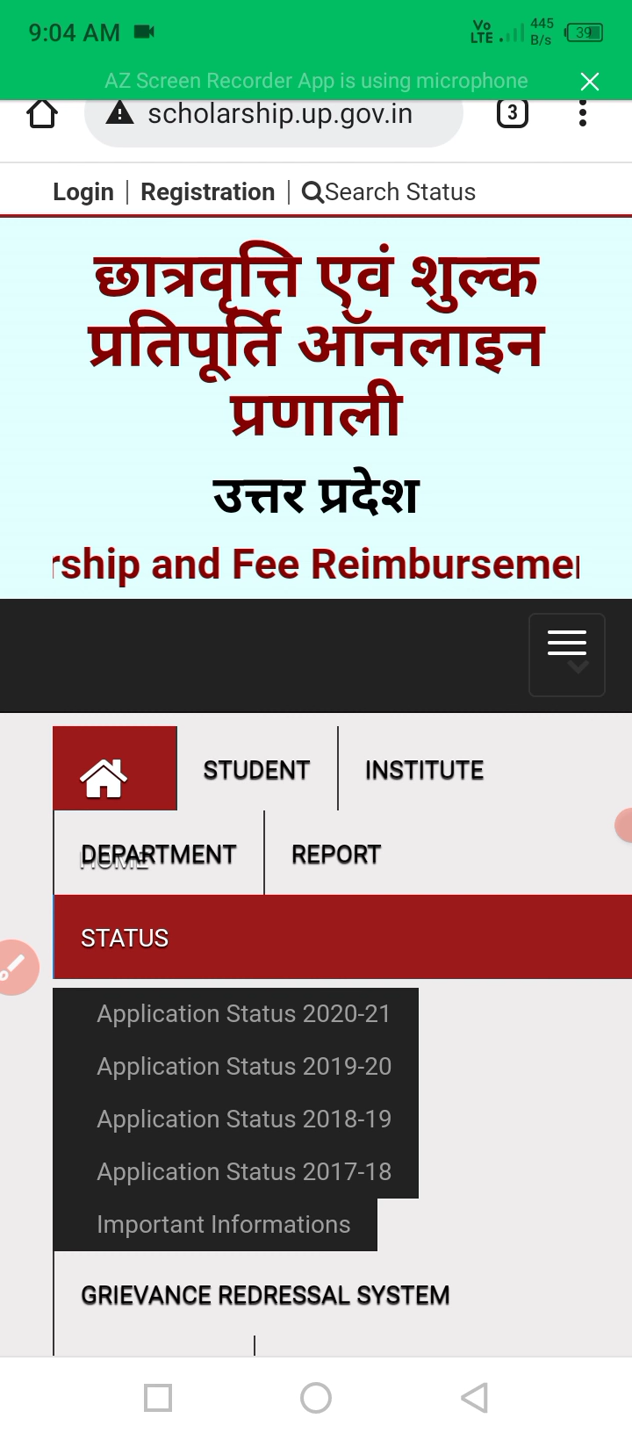 9:04 AM
Vo LTE 445 B/s 39
AZ Screen Recorder App is using microphone
scholarship.up.gov.in 3
Login | Registration | Search Status
छात्रवृत्ति एवं शुल्क
प्रतिपूर्ति ऑनलाइन
प्रणाली
उत्तर प्रदेश
rship and Fee Reimburseme
STUDENT INSTITUTE
HOME
DEPARTMENT REPORT
STATUS
Application Status 2020-21
Application Status 2019-20
Application Status 2018-19
Application Status 2017-18
Important Informations
GRIEVANCE REDRESSAL SYSTEM